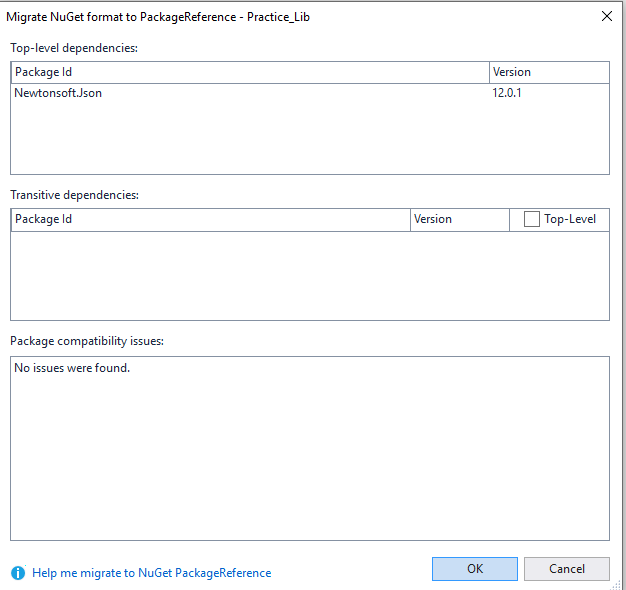 Migrate NuGet format to PackageReference - Practice_Lib
Top-level dependencies:
Package Id Version
Newtonsoft.Json 12.0.1
Transitive dependencies:
Package Id Version Top-Level
Package compatibility issues:
No issues were found.
Help me migrate to NuGet PackageReference OK Cancel